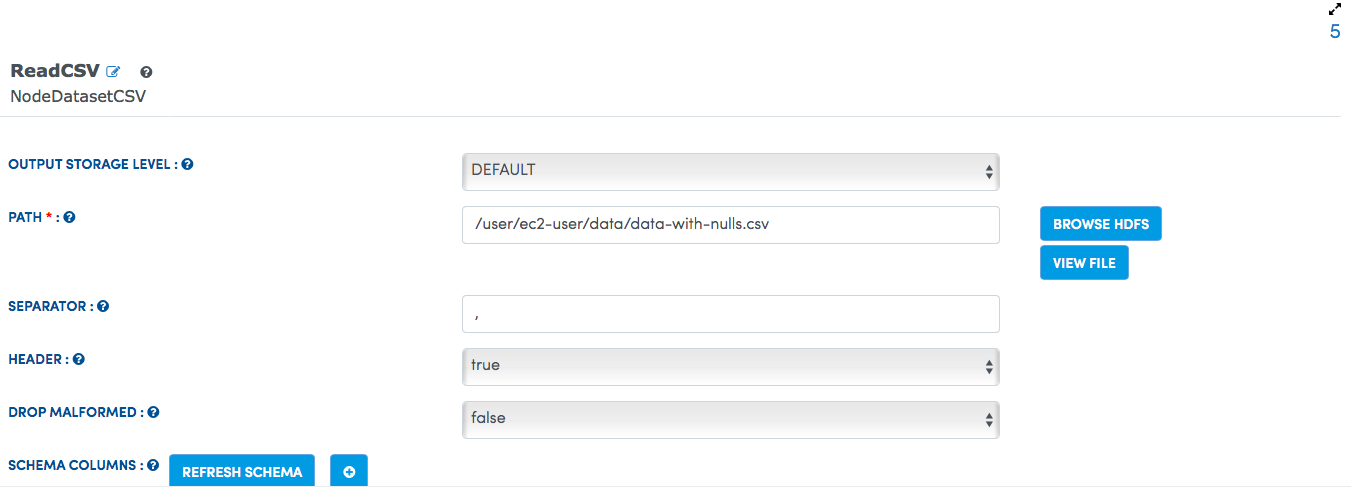 5
ReadCSV
NodeDatasetCSV
OUTPUT STORAGE LEVEL : DEFAULT
PATH * : /user/ec2-user/data/data-with-nulls.csv BROWSE HDFS
VIEW FILE
SEPARATOR : ,
HEADER : true
DROP MALFORMED : false
SCHEMA COLUMNS : REFRESH SCHEMA